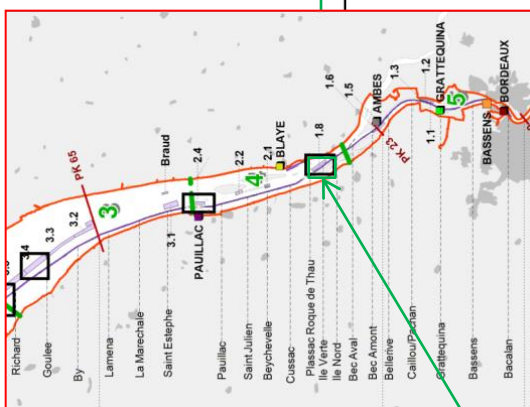 Richard
Goulee
By
Lamena
La Marechale
Saint Estephe
Pauillac
Saint Julien
Beychevelle
Cussac
Plassac Roque de Thau
Ile Verte
Ile Nord
Bec Aval
Bec Amont
Bellerive
Caillou/Pachan
Grattequina
Bassens
Bacalan
3.4
3.3
3.2
PK 65
3
3.1
Braud
PAUILLAC
2.4
2.2
2.1
4
BLAYE
1.8
1.6
1.5
AMBES
PK 23
1.3
1.2
1.1
GRATTEQUINA
5
BASSENS
BORDEAUX